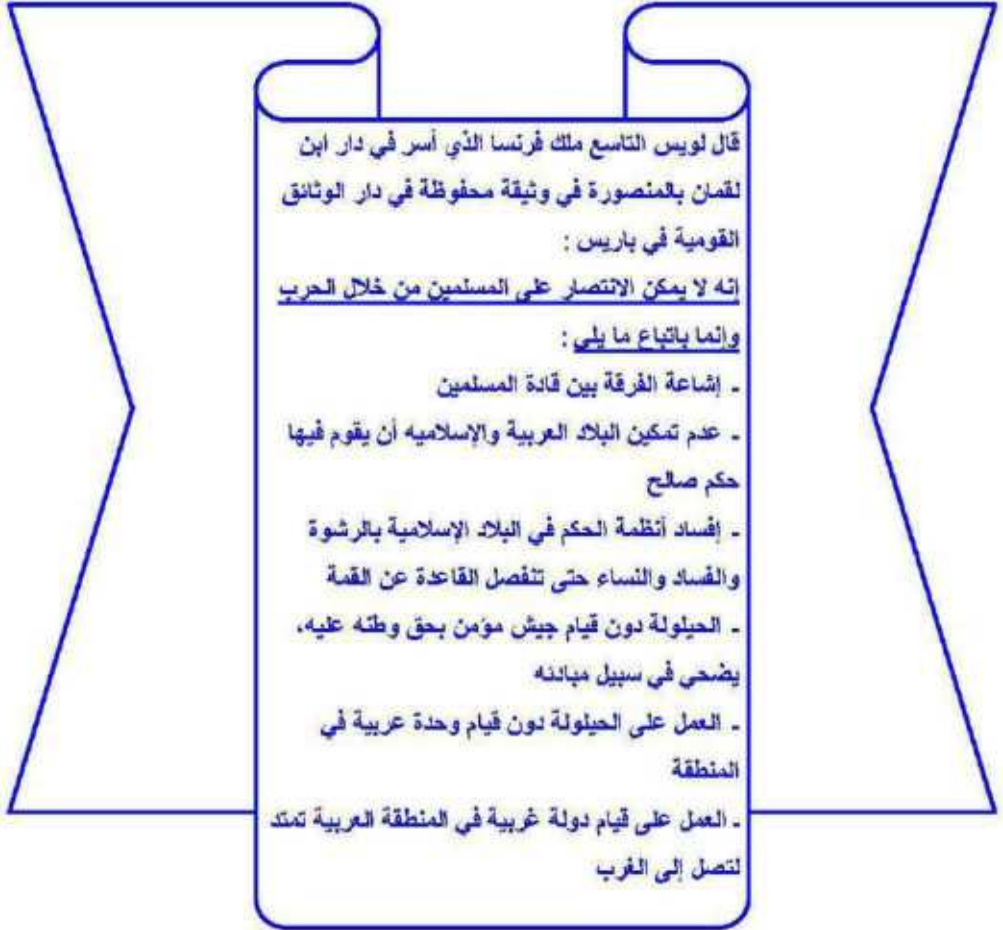 قال لويس التاسع ملك فرنسا الذي أسر في دار ابن
لقمان بالمنصورة في وثيقة محفوظة في دار الوثائق
القومية في باريس :
إنه لا يمكن الانتصار على المسلمين من خلال الحرب
وإنما باتباع ما يلي :
ـ إشاعة الفرقة بين قادة المسلمين
ـ عدم تمكين البلاد العربية والإسلاميه أن يقوم فيها
حكم صالح
ـ إفساد أنظمة الحكم في البلاد الإسلامية بالرشوة
والفساد والنساء حتى تنفصل القاعدة عن القمة
ـ الحيلولة دون قيام جيش مؤمن بحق وطنه عليه،
يضحي في سبيل مبادئه
ـ العمل على الحيلولة دون قيام وحدة عربية في
المنطقة
ـ العمل على قيام دولة غربية في المنطقة العربية تمتد
لتصل إلى الغرب